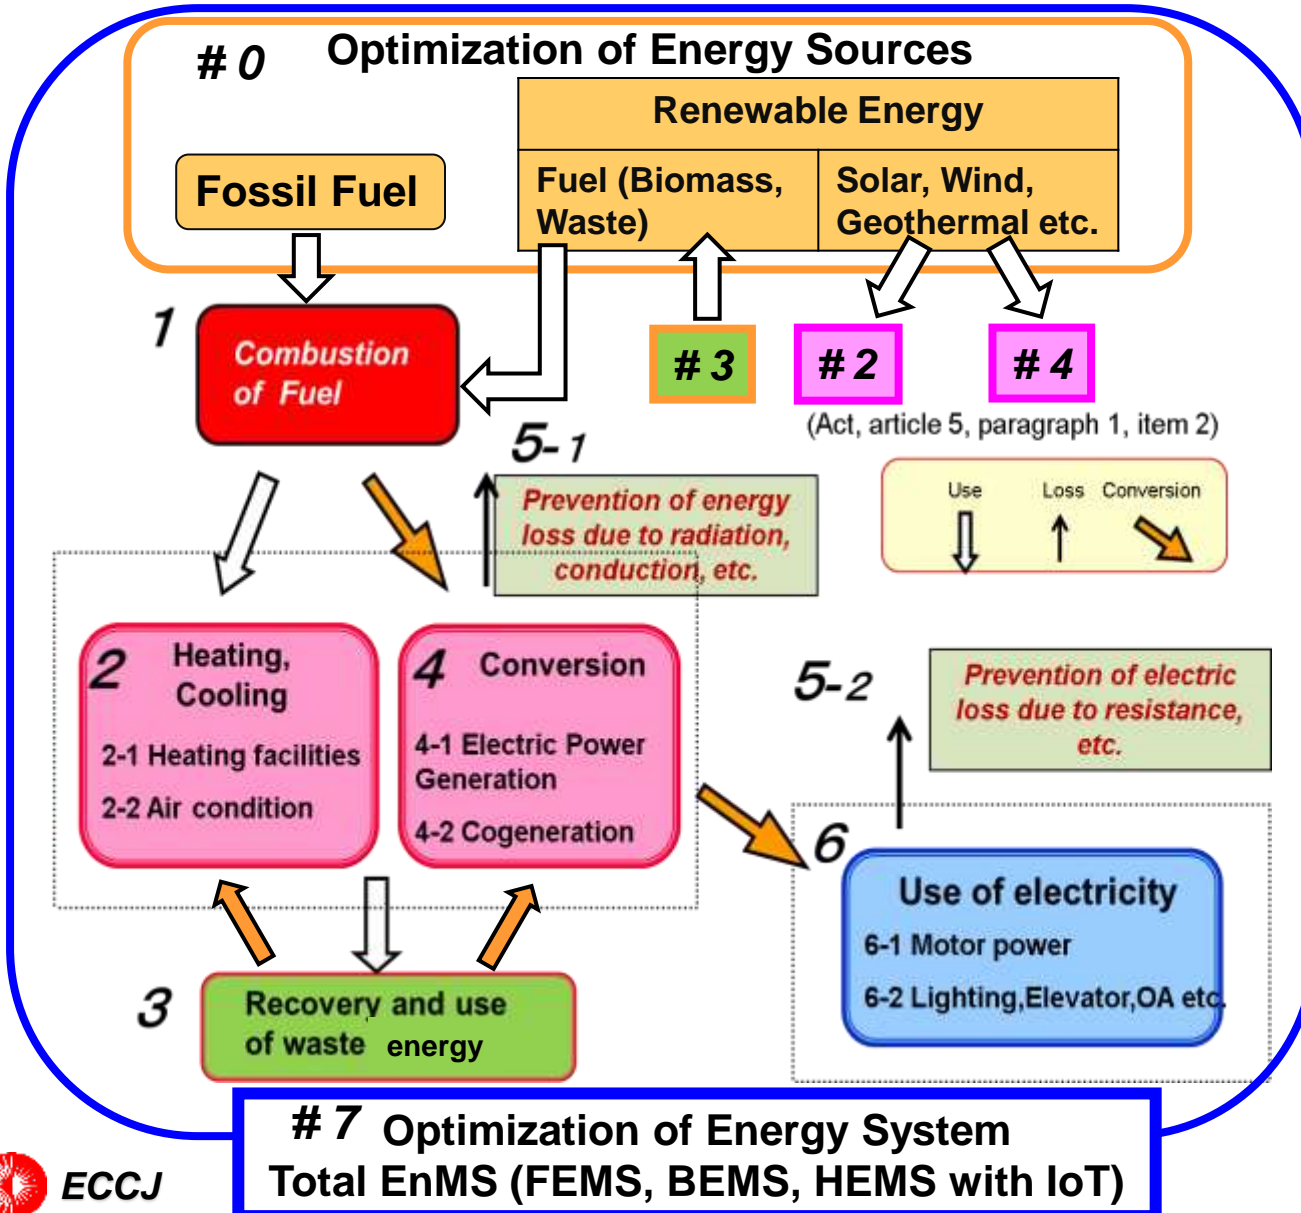 # 0 Optimization of Energy Sources
Renewable Energy
Fossil Fuel
Fuel (Biomass,
Waste)
Solar, Wind,
Geothermal etc.
1
Combustion
of Fuel
# 3
# 2
# 4
(Act, article 5, paragraph 1, item 2)
5-1
Prevention of energy
loss due to radiation,
conduction, etc.
Use Loss Conversion
2 Heating,
Cooling
2-1 Heating facilities
2-2 Air condition
4 Conversion
4-1 Electric Power
Generation
4-2 Cogeneration
5-2
Prevention of electric
loss due to resistance,
etc.
6
Use of electricity
6-1 Motor power
6-2 Lighting,Elevator,OA etc.
3
Recovery and use
of waste energy
# 7 Optimization of Energy System
Total EnMS (FEMS, BEMS, HEMS with IoT)
ECCJ